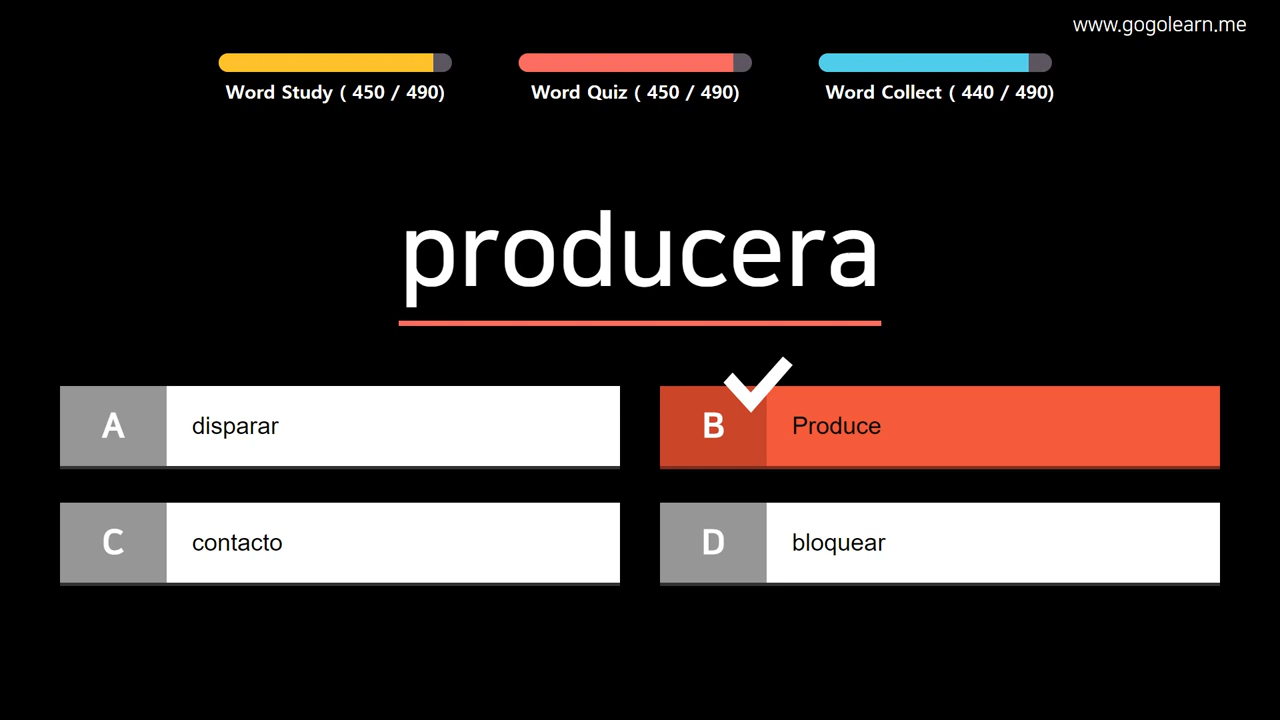 www.gogolearn.me
Word Study ( 450 / 490)
Word Quiz ( 450 / 490)
Word Collect ( 440 / 490)
producera
A disparar
B Produce
C contacto
D bloquear